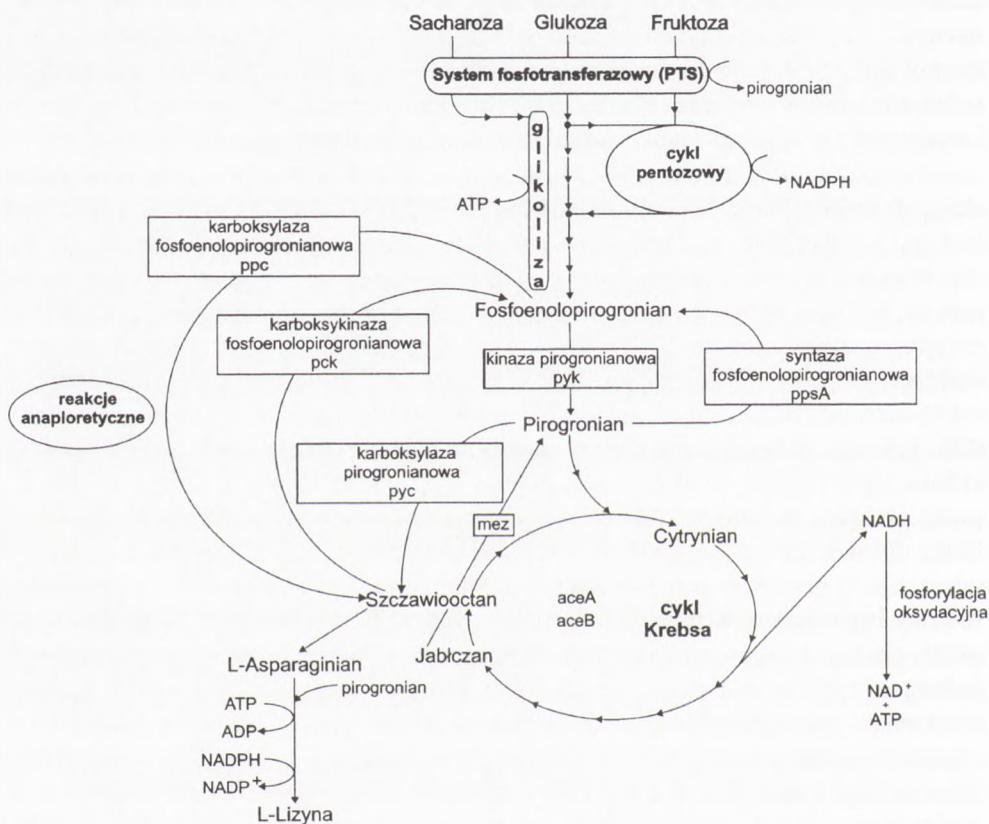 Sacharoza Glukoza Fruktoza
System fosfotransferazowy (PTS)
pirogronian
glikoliza
cykl
pentozowy
NADPH
ATP
karboksylaza
fosfoenolopirogronianowa
ppc
Fosfoenolopirogronian
karboksykinaza
fosfoenolopirogronianowa
pck
kinaza pirogronianowa
pyk
syntaza
fosfoenolopirogronianowa
ppsA
reakcje
anaploretyczne
Pirogronian
karboksylaza
pirogronianowa
pyc
mez
Cytrynian
NADH
Szczawiooctan
aceA
aceB
cykl
Krebsa
fosforylacja
oksydacyjna
Jabłczan
L-Asparaginian
pirogronian
ATP
ADP
NAD+
+
ATP
NADPH
NADP+
L-Lizyna